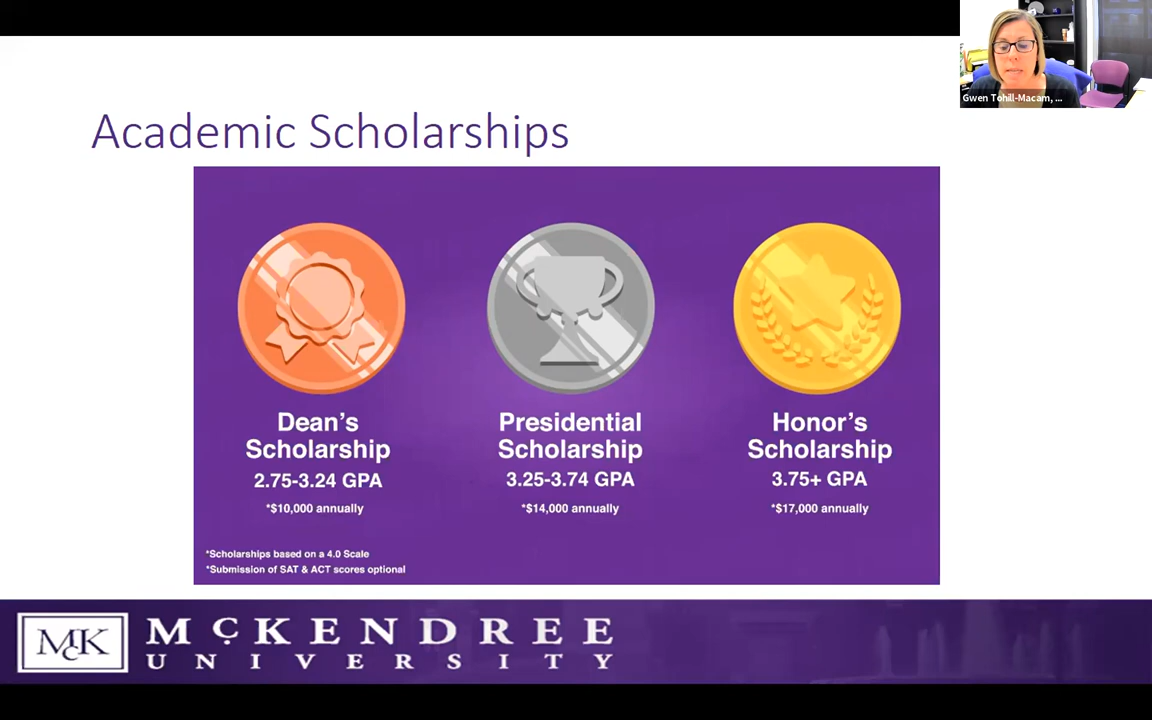 Gwen Tohill-Macam, ...
Academic Scholarships
Dean's
Scholarship
2.75-3.24 GPA
*$10,000 annually
Presidential
Scholarship
3.25-3.74 GPA
*$14,000 annually
Honor's
Scholarship
3.75+ GPA
*$17,000 annually
*Scholarships based on a 4.0 Scale
*Submission of SAT & ACT scores optional
McK
McKENDREE
UNIVERSITY